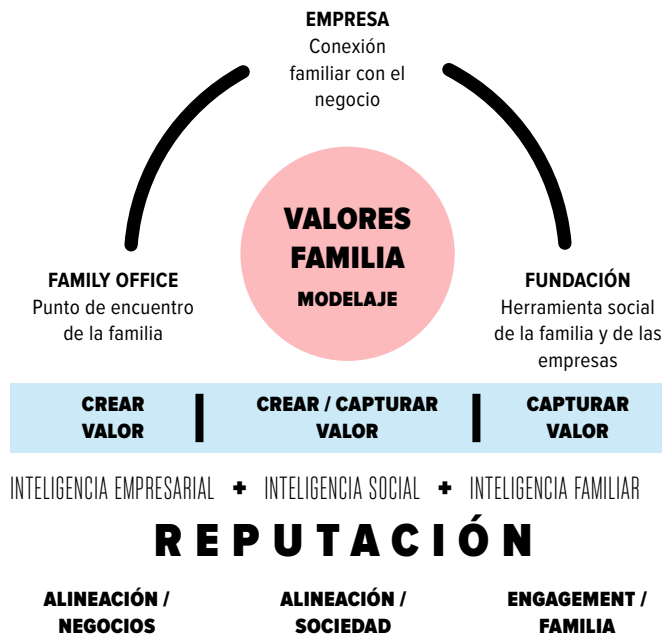 EMPRESA
Conexión
familiar con el
negocio
VALORES
FAMILIA
MODELAJE
FAMILY OFFICE
Punto de encuentro
de la familia
FUNDACIÓN
Herramienta social
de la familia y de las
empresas
CREAR
VALOR
CREAR / CAPTURAR
VALOR
CAPTURAR
VALOR
INTELIGENCIA EMPRESARIAL + INTELIGENCIA SOCIAL + INTELIGENCIA FAMILIAR
REPUTACIÓN
ALINEACIÓN /
NEGOCIOS
ALINEACIÓN /
SOCIEDAD
ENGAGEMENT /
FAMILIA